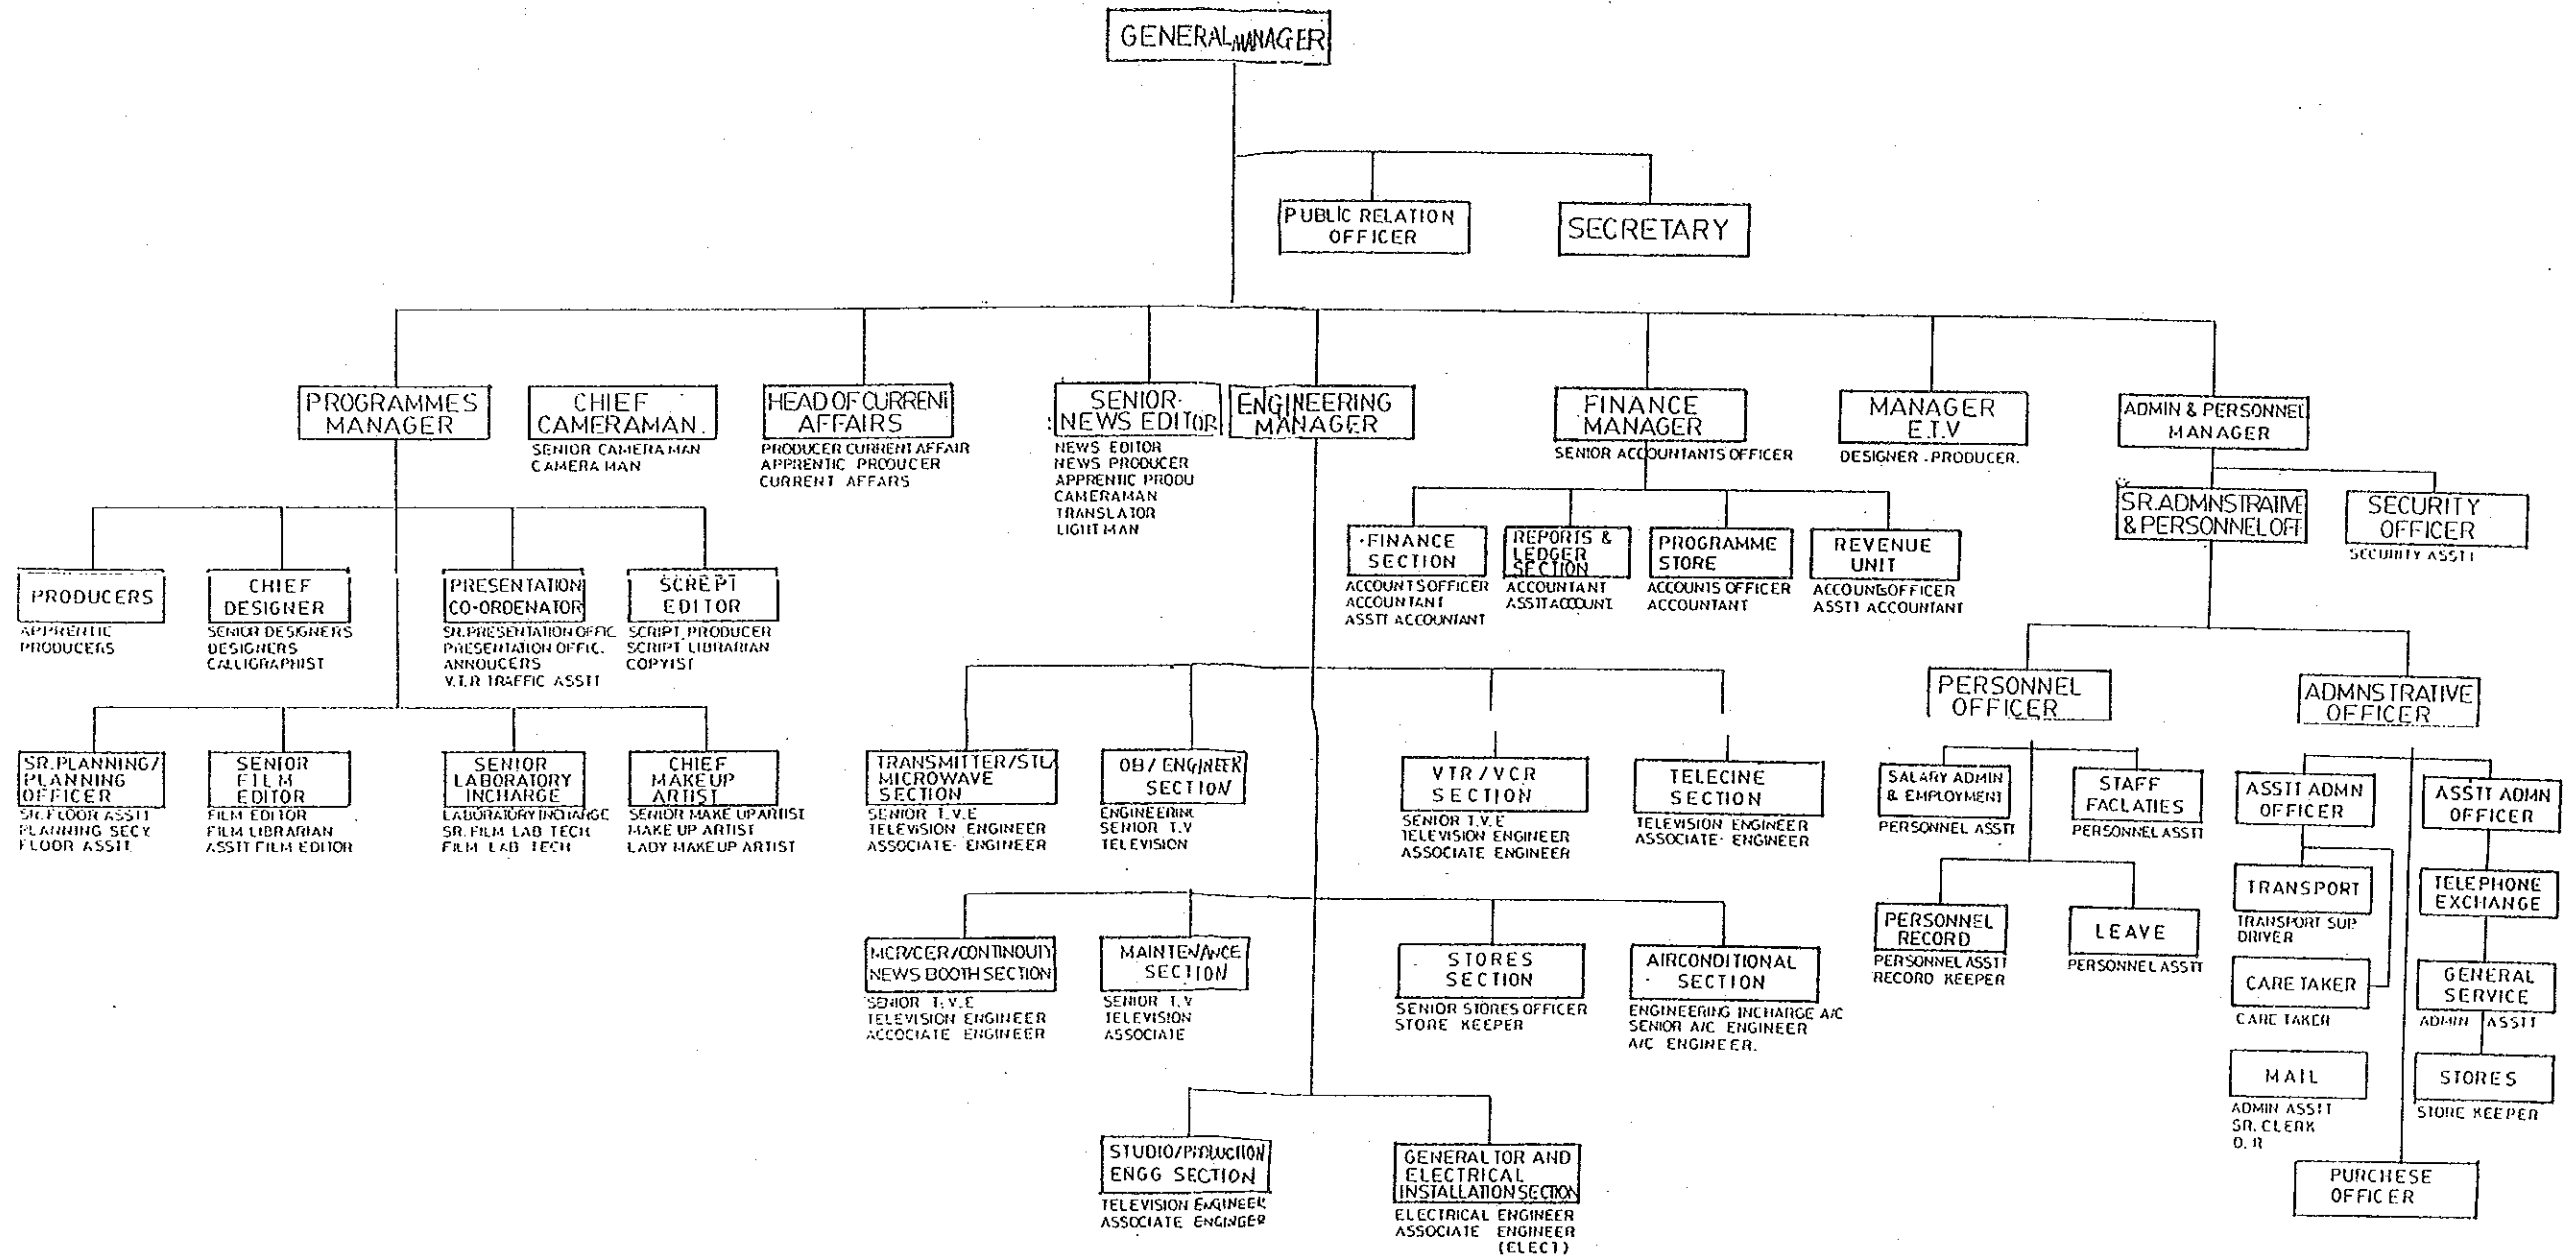 GENERAL MANAGER
PUBLIC RELATION
OFFICER
SECRETARY
PROGRAMMES
MANAGER
CHIEF
CAMERAMAN.
SENIOR CAMERA MAN
CAMERA MAN
HEAD OF CURRENT
AFFAIRS
PRODUCER CURRENT AFFAIR
APPRENTIC PRODUCER
CURRENT AFFARS
SENIOR-
NEWS EDITOR
NEWS EDITOR
NEWS PRODUCER
APPRENTIC PRODU
CAMERAMAN
TRANSLATOR
LIGHT MAN
ENGINEERING
MANAGER
FINANCE
MANAGER
SENIOR ACCOUNTANTS OFFICER
MANAGER
E.T.V
DESIGNER - PRODUCER.
ADMIN & PERSONNEL
MANAGER
SR. ADMNSTRAIVE
& PERSONNEL OFF
SECURITY
OFFICER
SECURITY ASSTT
FINANCE
SECTION
ACCOUNTS OFFICER
ACCOUNTANT
ASSTT ACCOUNTANT
REPORTS &
LEDGER
SECTION
ACCOUNTANT
ASSTT ACCOUNT
PROGRAMME
STORE
ACCOUNTS OFFICER
ACCOUNTANT
REVENUE
UNIT
ACCOUNTS OFFICER
ASSTT ACCOUNTANT
PRODUCERS
APPRENTIC
PRODUCERS
CHIEF
DESIGNER
SENIOR DESIGNERS
DESIGNERS
CALLIGRAPHIST
PRESENTATION
CO-ORDENATOR
SR. PRESENTATION OFFIC
PRESENTATION OFFIC.
ANNOUCERS
V.T.R TRAFFIC ASSTT
SCREPT
EDITOR
SCRIPT PRODUCER
SCRIPT LIBRARIAN
COPYIST
SR. PLANNING/
PLANNING
OFFICER
SR. FLOOR ASSTT
PLANNING SECY.
FLOOR ASSTT.
SENIOR
FILM
EDITOR
FILM EDITOR
FILM LIBRARIAN
ASSTT FILM EDITOR
SENIOR
LABORATORY
INCHARGE
LABORATORY INCHARGE
SR. FILM LAB TECH
FILM LAB TECH
CHIEF
MAKEUP
ARTIST
SENIOR MAKE UP ARTIST
MAKE UP ARTIST
LADY MAKEUP ARTIST
TRANSMITTER/STL/
MICROWAVE
SECTION
SENIOR T.V.E
TELEVISION ENGINEER
ASSOCIATE- ENGINEER
OB/ ENGINEER
SECTION
ENGINEERING
SENIOR T.V
TELEVISION
VTR / VCR
SECTION
SENIOR T.V.E
TELEVISION ENGINEER
ASSOCIATE ENGINEER
TELECINE
SECTION
TELEVISION ENGINEER
ASSOCIATE- ENGINEER
MCR/CER/CONTINOUITY
NEWS BOOTH SECTION
SENIOR T.V.E
TELEVISION ENGINEER
ACCOCIATE ENGINEER
MAINTENANCE
SECTION
SENIOR T.V
TELEVISION
ASSOCIATE
STORES
SECTION
SENIOR STORES OFFICER
STORE KEEPER
AIRCONDITIONAL
SECTION
ENGINEERING INCHARGE A/C
SENIOR A/C ENGINEER
A/C ENGINEER.
STUDIO/PRODUCTION
ENGG SECTION
TELEVISION ENGINEER
ASSOCIATE ENGINEER
GENERALTOR AND
ELECTRICAL
INSTALLATION SECTION
ELECTRICAL ENGINEER
ASSOCIATE ENGINEER
(ELECT)
PERSONNEL
OFFICER
ADMNSTRATIVE
OFFICER
SALARY ADMIN
& EMPLOYMENT
PERSONNEL ASSTT
STAFF
FACLATIES
PERSONNEL ASSTT
PERSONNEL
RECORD
PERSONNEL ASSTT
RECORD KEEPER
LEAVE
PERSONNEL ASSTT
ASSTT ADMN
OFFICER
TRANSPORT
TRANSPORT SUP
DRIVER
CARE TAKER
CARE TAKER
MAIL
ADMIN ASSTT
SR. CLERK
D. R
ASSTT ADMN
OFFICER
TELEPHONE
EXCHANGE
GENERAL
SERVICE
ADMIN ASSTT
STORES
STORE KEEPER
PURCHESE
OFFICER